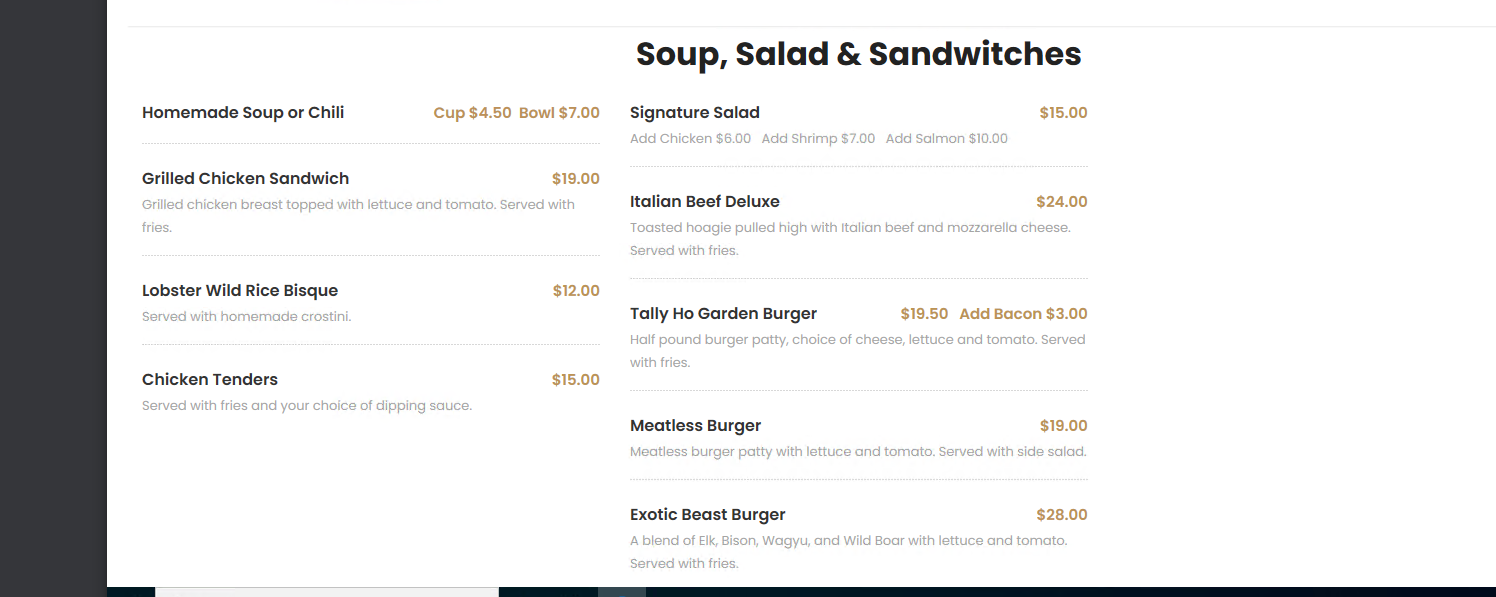 Soup, Salad & Sandwitches
Homemade Soup or Chili Cup $4.50 Bowl $7.00
Grilled Chicken Sandwich $19.00
Grilled chicken breast topped with lettuce and tomato. Served with
fries.
Lobster Wild Rice Bisque $12.00
Served with homemade crostini.
Chicken Tenders $15.00
Served with fries and your choice of dipping sauce.
Signature Salad $15.00
Add Chicken $6.00 Add Shrimp $7.00 Add Salmon $10.00
Italian Beef Deluxe $24.00
Toasted hoagie pulled high with Italian beef and mozzarella cheese.
Served with fries.
Tally Ho Garden Burger $19.50 Add Bacon $3.00
Half pound burger patty, choice of cheese, lettuce and tomato. Served
with fries.
Meatless Burger $19.00
Meatless burger patty with lettuce and tomato. Served with side salad.
Exotic Beast Burger $28.00
A blend of Elk, Bison, Wagyu, and Wild Boar with lettuce and tomato.
Served with fries.